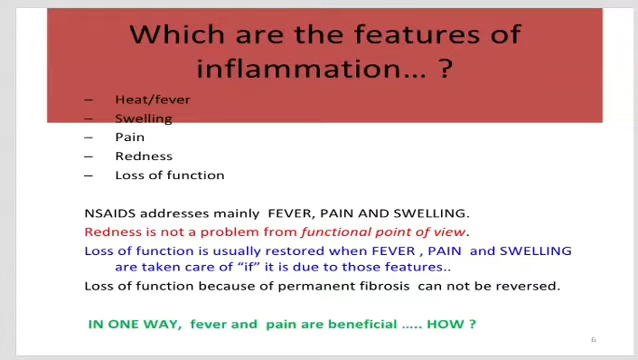 Which are the features of
inflammation... ?
– Heat/fever
– Swelling
– Pain
– Redness
– Loss of function
NSAIDS addresses mainly FEVER, PAIN AND SWELLING.
Redness is not a problem from functional point of view.
Loss of function is usually restored when FEVER , PAIN and SWELLING
are taken care of "if" it is due to those features..
Loss of function because of permanent fibrosis can not be reversed.
IN ONE WAY, fever and pain are beneficial ..... HOW ?
6